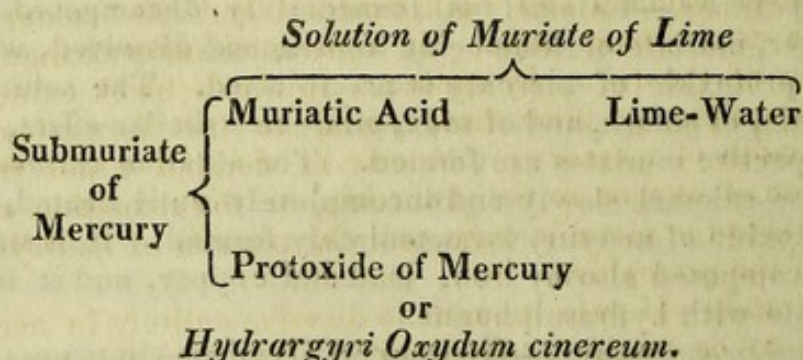 Solution of Muriate of Lime
Muriatic Acid Lime-Water
Submuriate
of
Mercury
Protoxide of Mercury
or
Hydrargyri Oxydum cinereum.